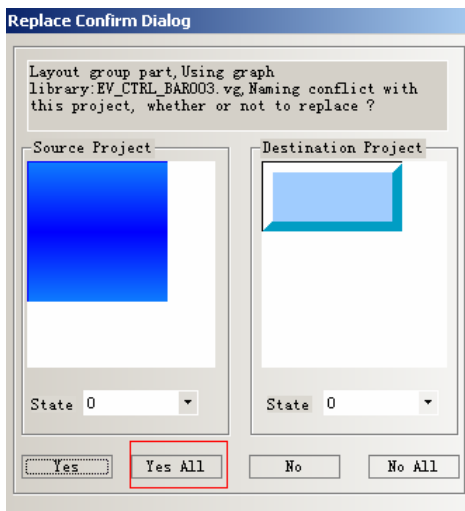 Replace Confirm Dialog
Layout group part, Using graph
library:EV_CTRL_BAR003.vg, Naming conflict with
this project, whether or not to replace ?
Source Project
Destination Project
State 0
State 0
Yes
Yes All
No
No All